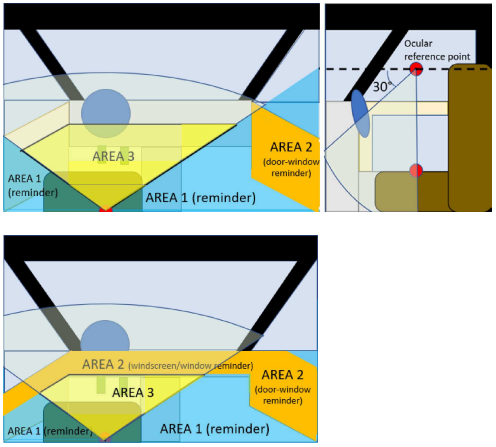 Ocular
reference point
30°
AREA 3
AREA 2
(door-window
reminder)
AREA 1
(reminder)
AREA 1 (reminder)
AREA 2 (windscreen/window reminder)
AREA 3
AREA 2
(door-window
reminder)
AREA 1 (reminder)
AREA 1 (reminder)